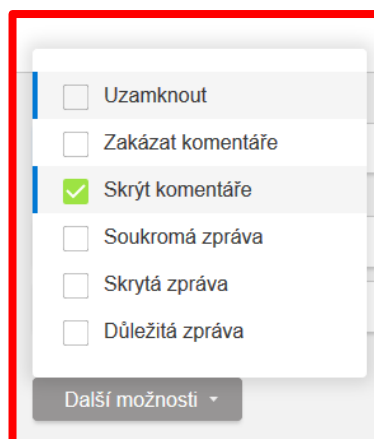 Uzamknout
Zakázat komentáře
Skrýt komentáře
Soukromá zpráva
Skrytá zpráva
Důležitá zpráva
Další možnosti